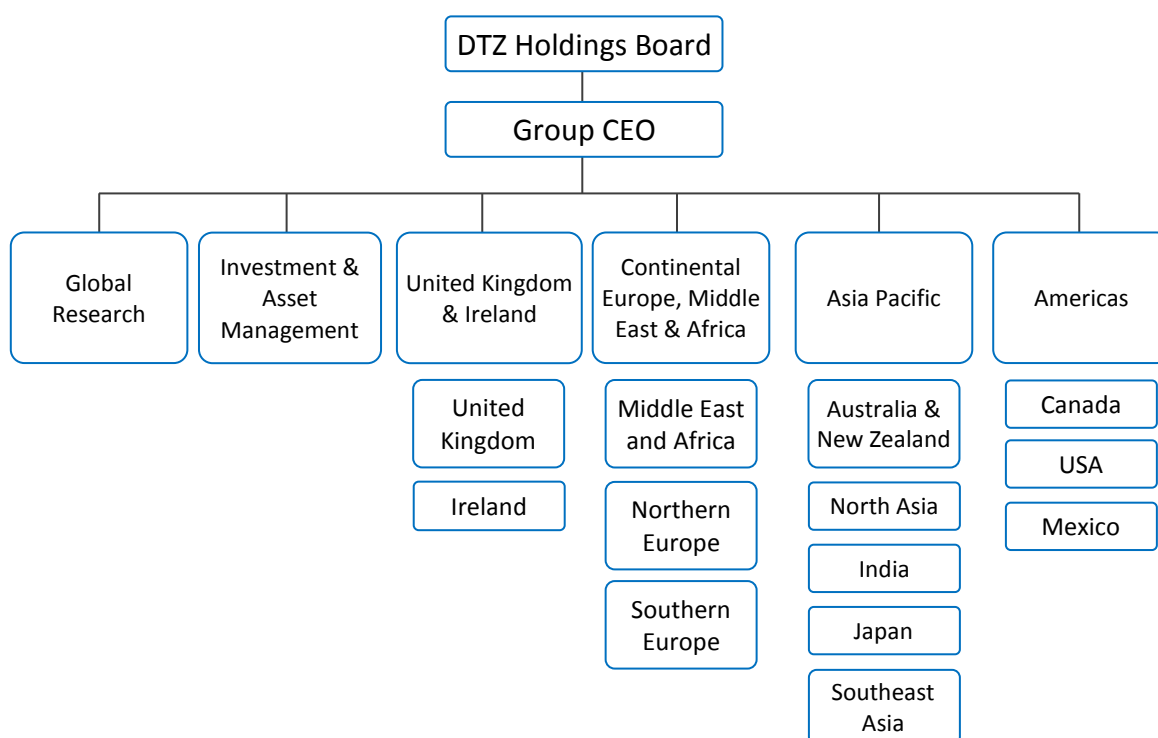 DTZ Holdings Board
Group CEO
Global
Research
Investment &
Asset
Management
United Kingdom
& Ireland
Continental
Europe, Middle
East & Africa
Asia Pacific
Americas
United
Kingdom
Ireland
Middle East
and Africa
Northern
Europe
Southern
Europe
Australia &
New Zealand
North Asia
India
Japan
Southeast
Asia
Canada
USA
Mexico